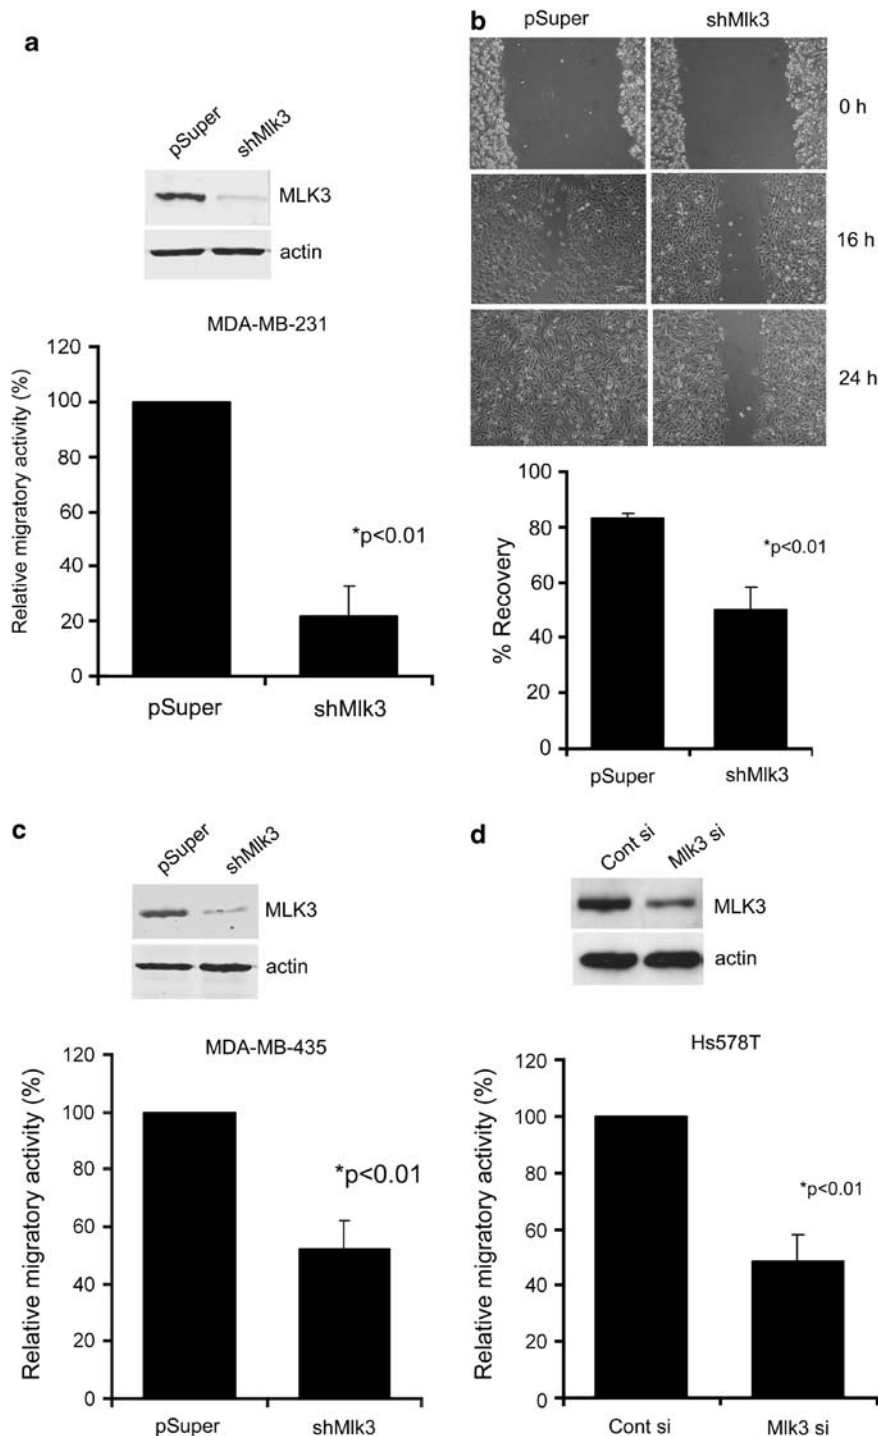 a
pSuper
shMlk3
MLK3
actin
MDA-MB-231
Relative migratory activity (%)
120
100
80
60
40
20
0
*p<0.01
pSuper
shMlk3
b
pSuper
shMlk3
0 h
16 h
24 h
% Recovery
100
80
60
40
20
0
*p<0.01
pSuper
shMlk3
c
pSuper
shMlk3
MLK3
actin
MDA-MB-435
Relative migratory activity (%)
120
100
80
60
40
20
0
*p<0.01
pSuper
shMlk3
d
Cont si
Mlk3 si
MLK3
actin
Hs578T
Relative migratory activity (%)
120
100
80
60
40
20
0
*p<0.01
Cont si
Mlk3 si